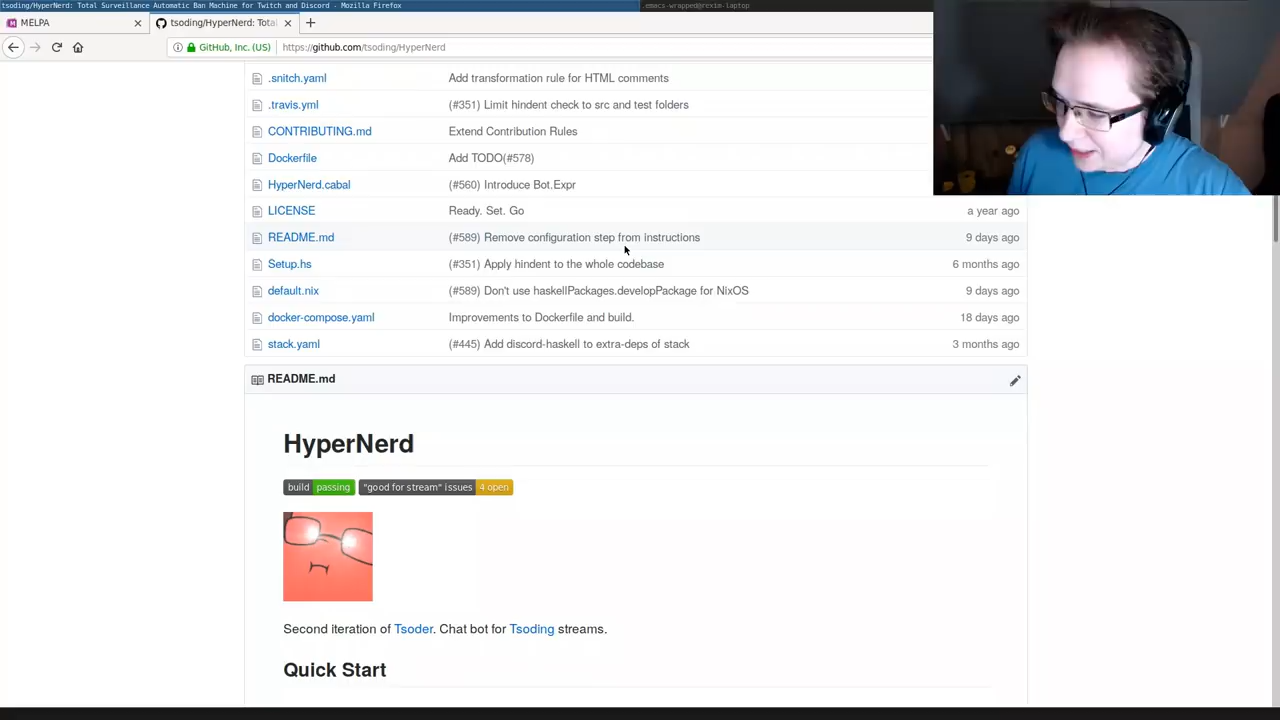 tsoding/HyperNerd: Total Surveillance Automatic Ban Machine for Twitch and Discord - Mozilla Firefox
.emacs-wrapped@rexim-laptop
MELPA
tsoding/HyperNerd: Tota
GitHub, Inc. (US)
https://github.com/tsoding/HyperNerd
.snitch.yaml Add transformation rule for HTML comments
.travis.yml (#351) Limit hindent check to src and test folders
CONTRIBUTING.md Extend Contribution Rules
Dockerfile Add TODO(#578)
HyperNerd.cabal (#560) Introduce Bot.Expr
LICENSE Ready. Set. Go a year ago
README.md (#589) Remove configuration step from instructions 9 days ago
Setup.hs (#351) Apply hindent to the whole codebase 6 months ago
default.nix (#589) Don't use haskellPackages.developPackage for NixOS 9 days ago
docker-compose.yaml Improvements to Dockerfile and build. 18 days ago
stack.yaml (#445) Add discord-haskell to extra-deps of stack 3 months ago
README.md
HyperNerd
build passing "good for stream" issues 4 open
Second iteration of Tsoder. Chat bot for Tsoding streams.
Quick Start